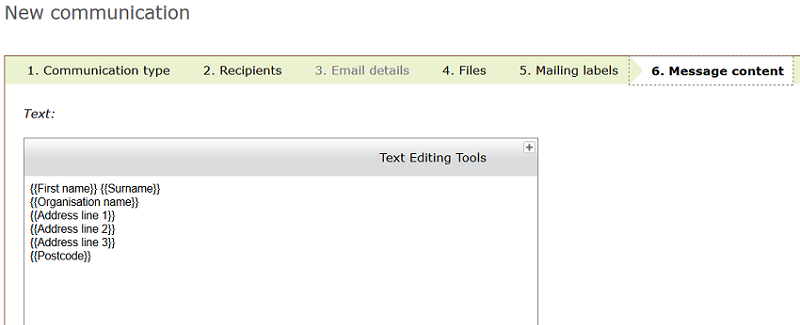 New communication
1. Communication type 2. Recipients 3. Email details 4. Files 5. Mailing labels 6. Message content
Text:
Text Editing Tools
{{First name}} {{Surname}}
{{Organisation name}}
{{Address line 1}}
{{Address line 2}}
{{Address line 3}}
{{Postcode}}